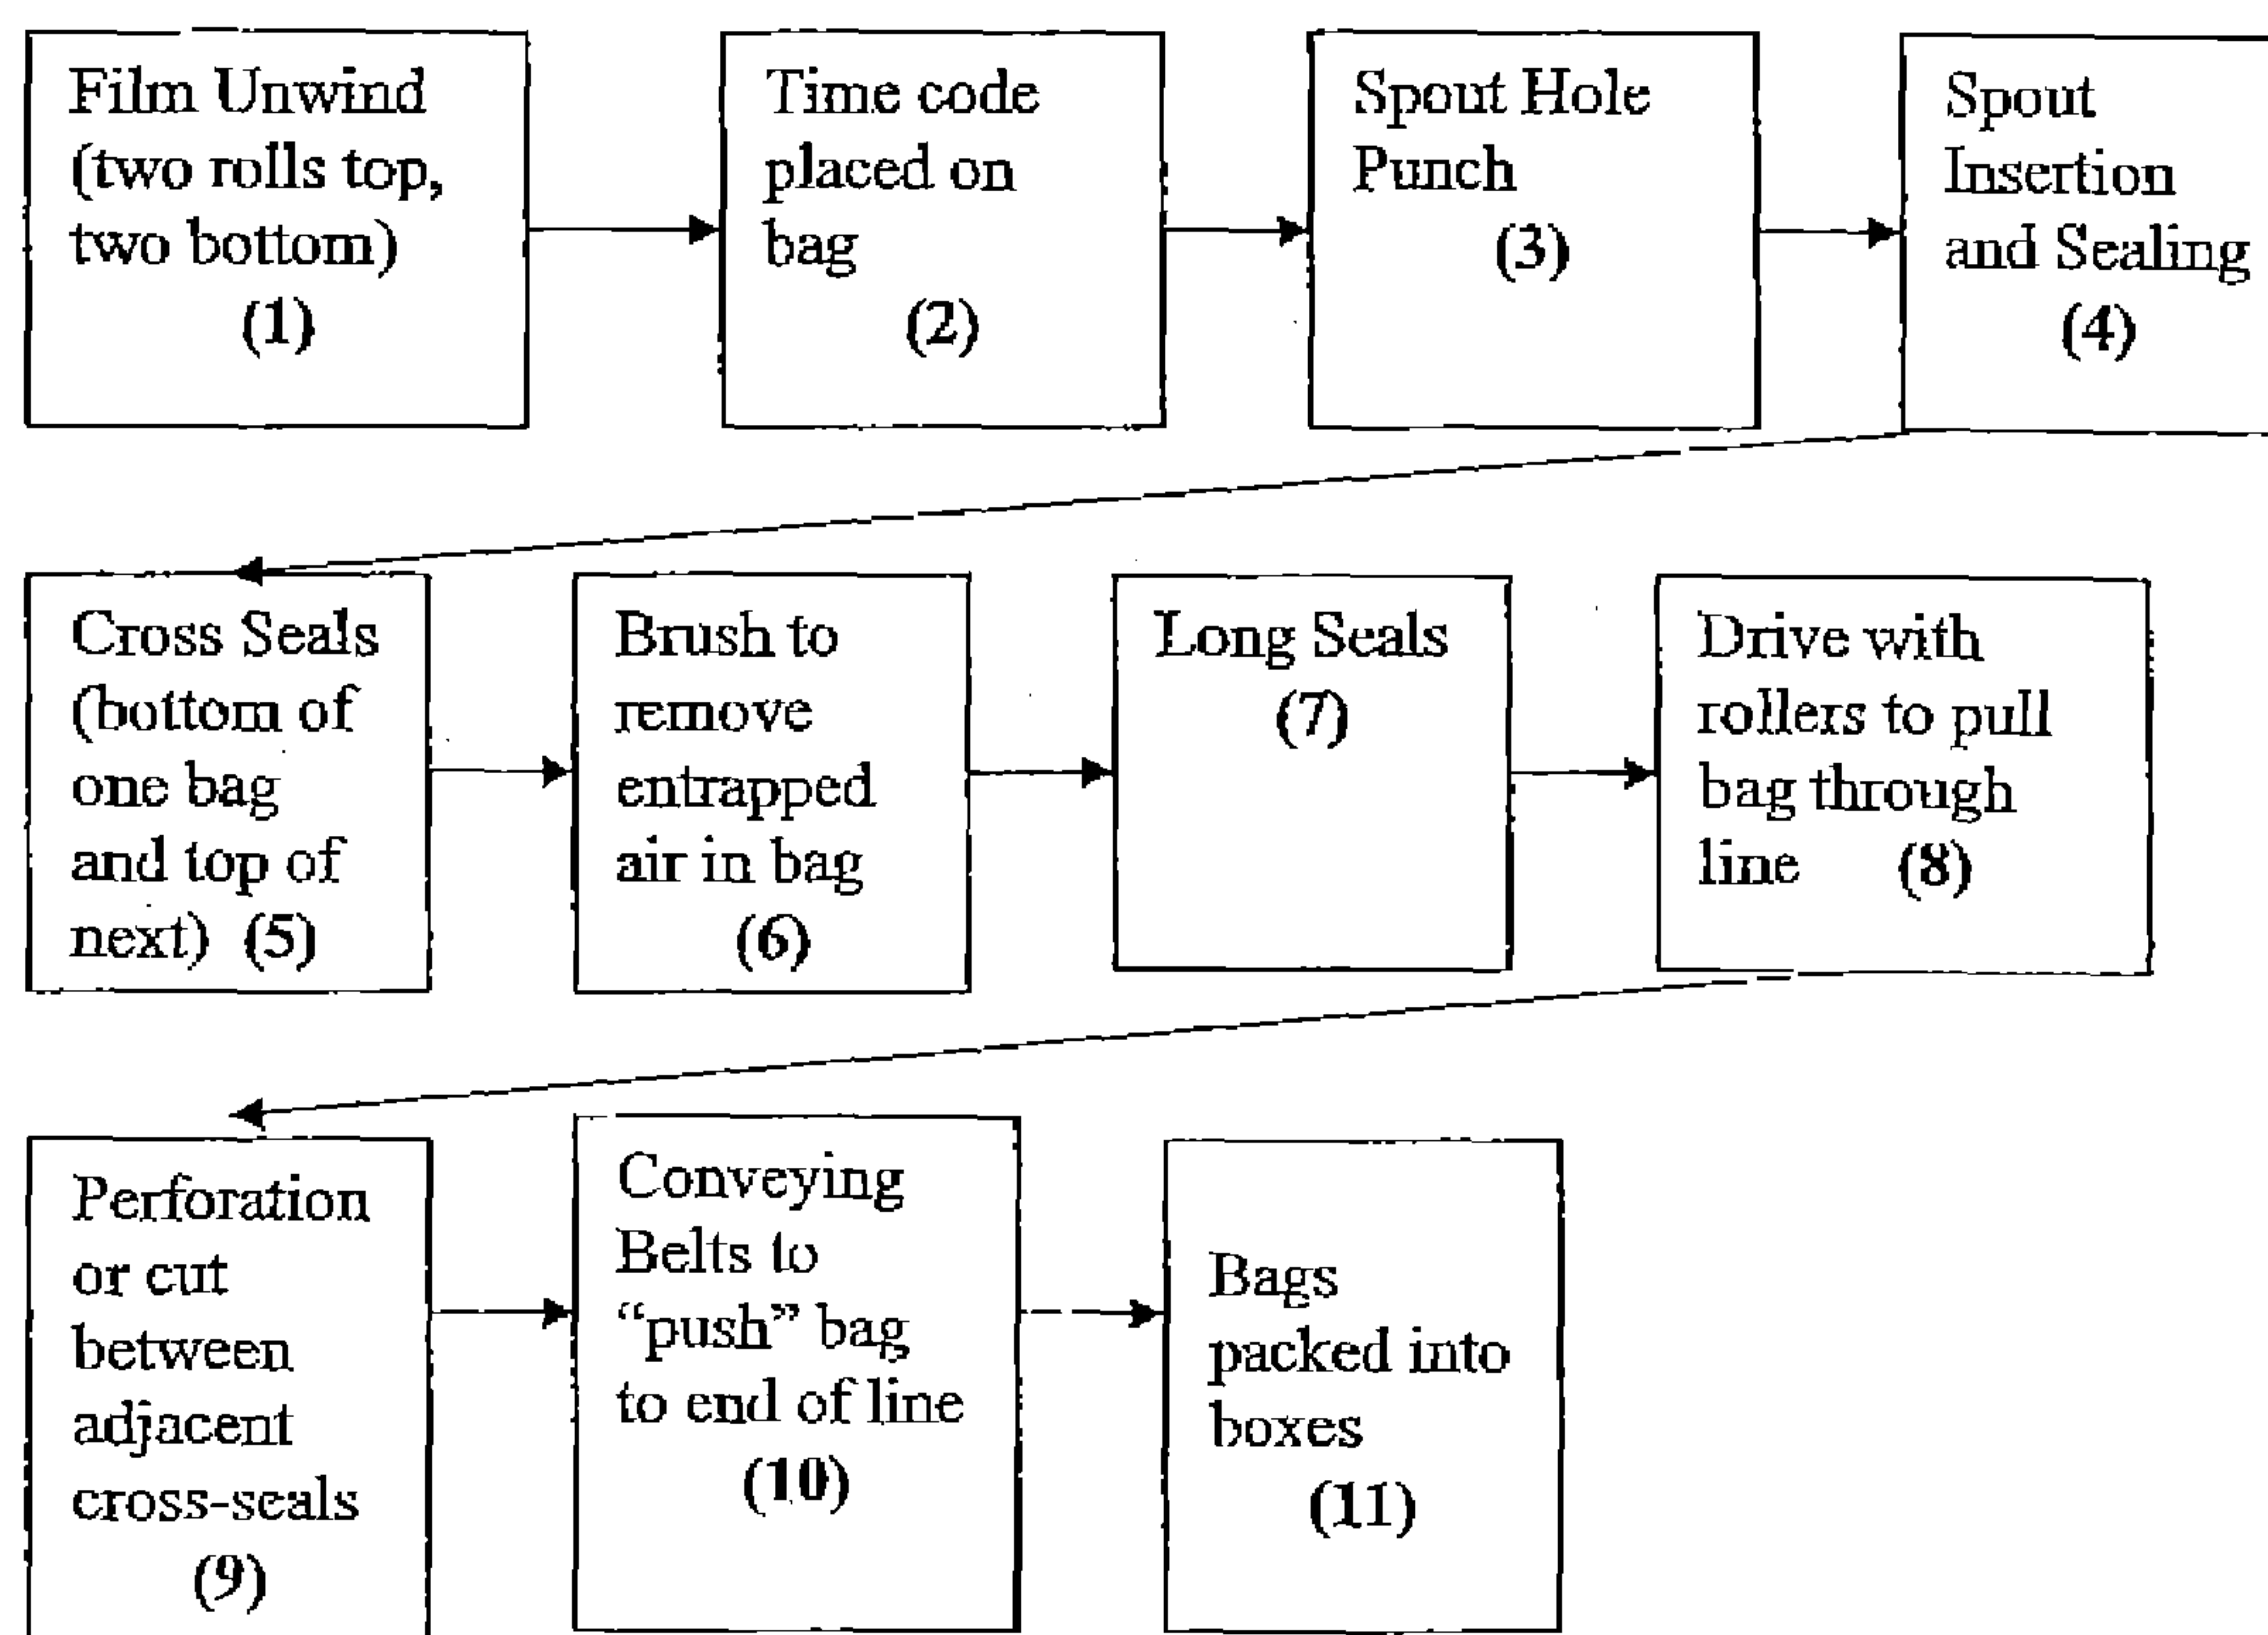 Film Unwind
(two rolls top,
two bottom)
(1)
Time code
placed on
bag
(2)
Spout Hole
Punch
(3)
Spout
Insertion
and Sealing
(4)
Cross Seals
(bottom of
one bag
and top of
next) (5)
Brush to
remove
entrapped
air in bag
(6)
Long Seals
(7)
Drive with
rollers to pull
bag through
line (8)
Perforation
or cut
between
adjacent
cross-seals
(9)
Conveying
Belts to
“push” bag
to end of line
(10)
Bags
packed into
boxes
(11)